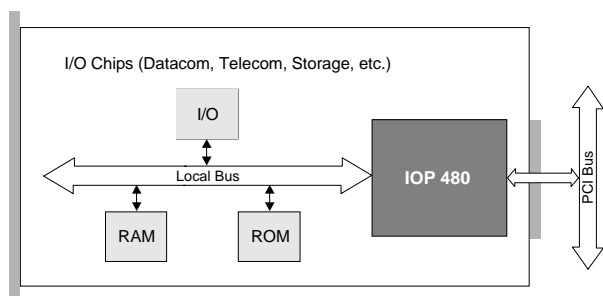 I/O Chips (Datacom, Telecom, Storage, etc.)
I/O
Local Bus
IOP 480
PCI Bus
RAM
ROM